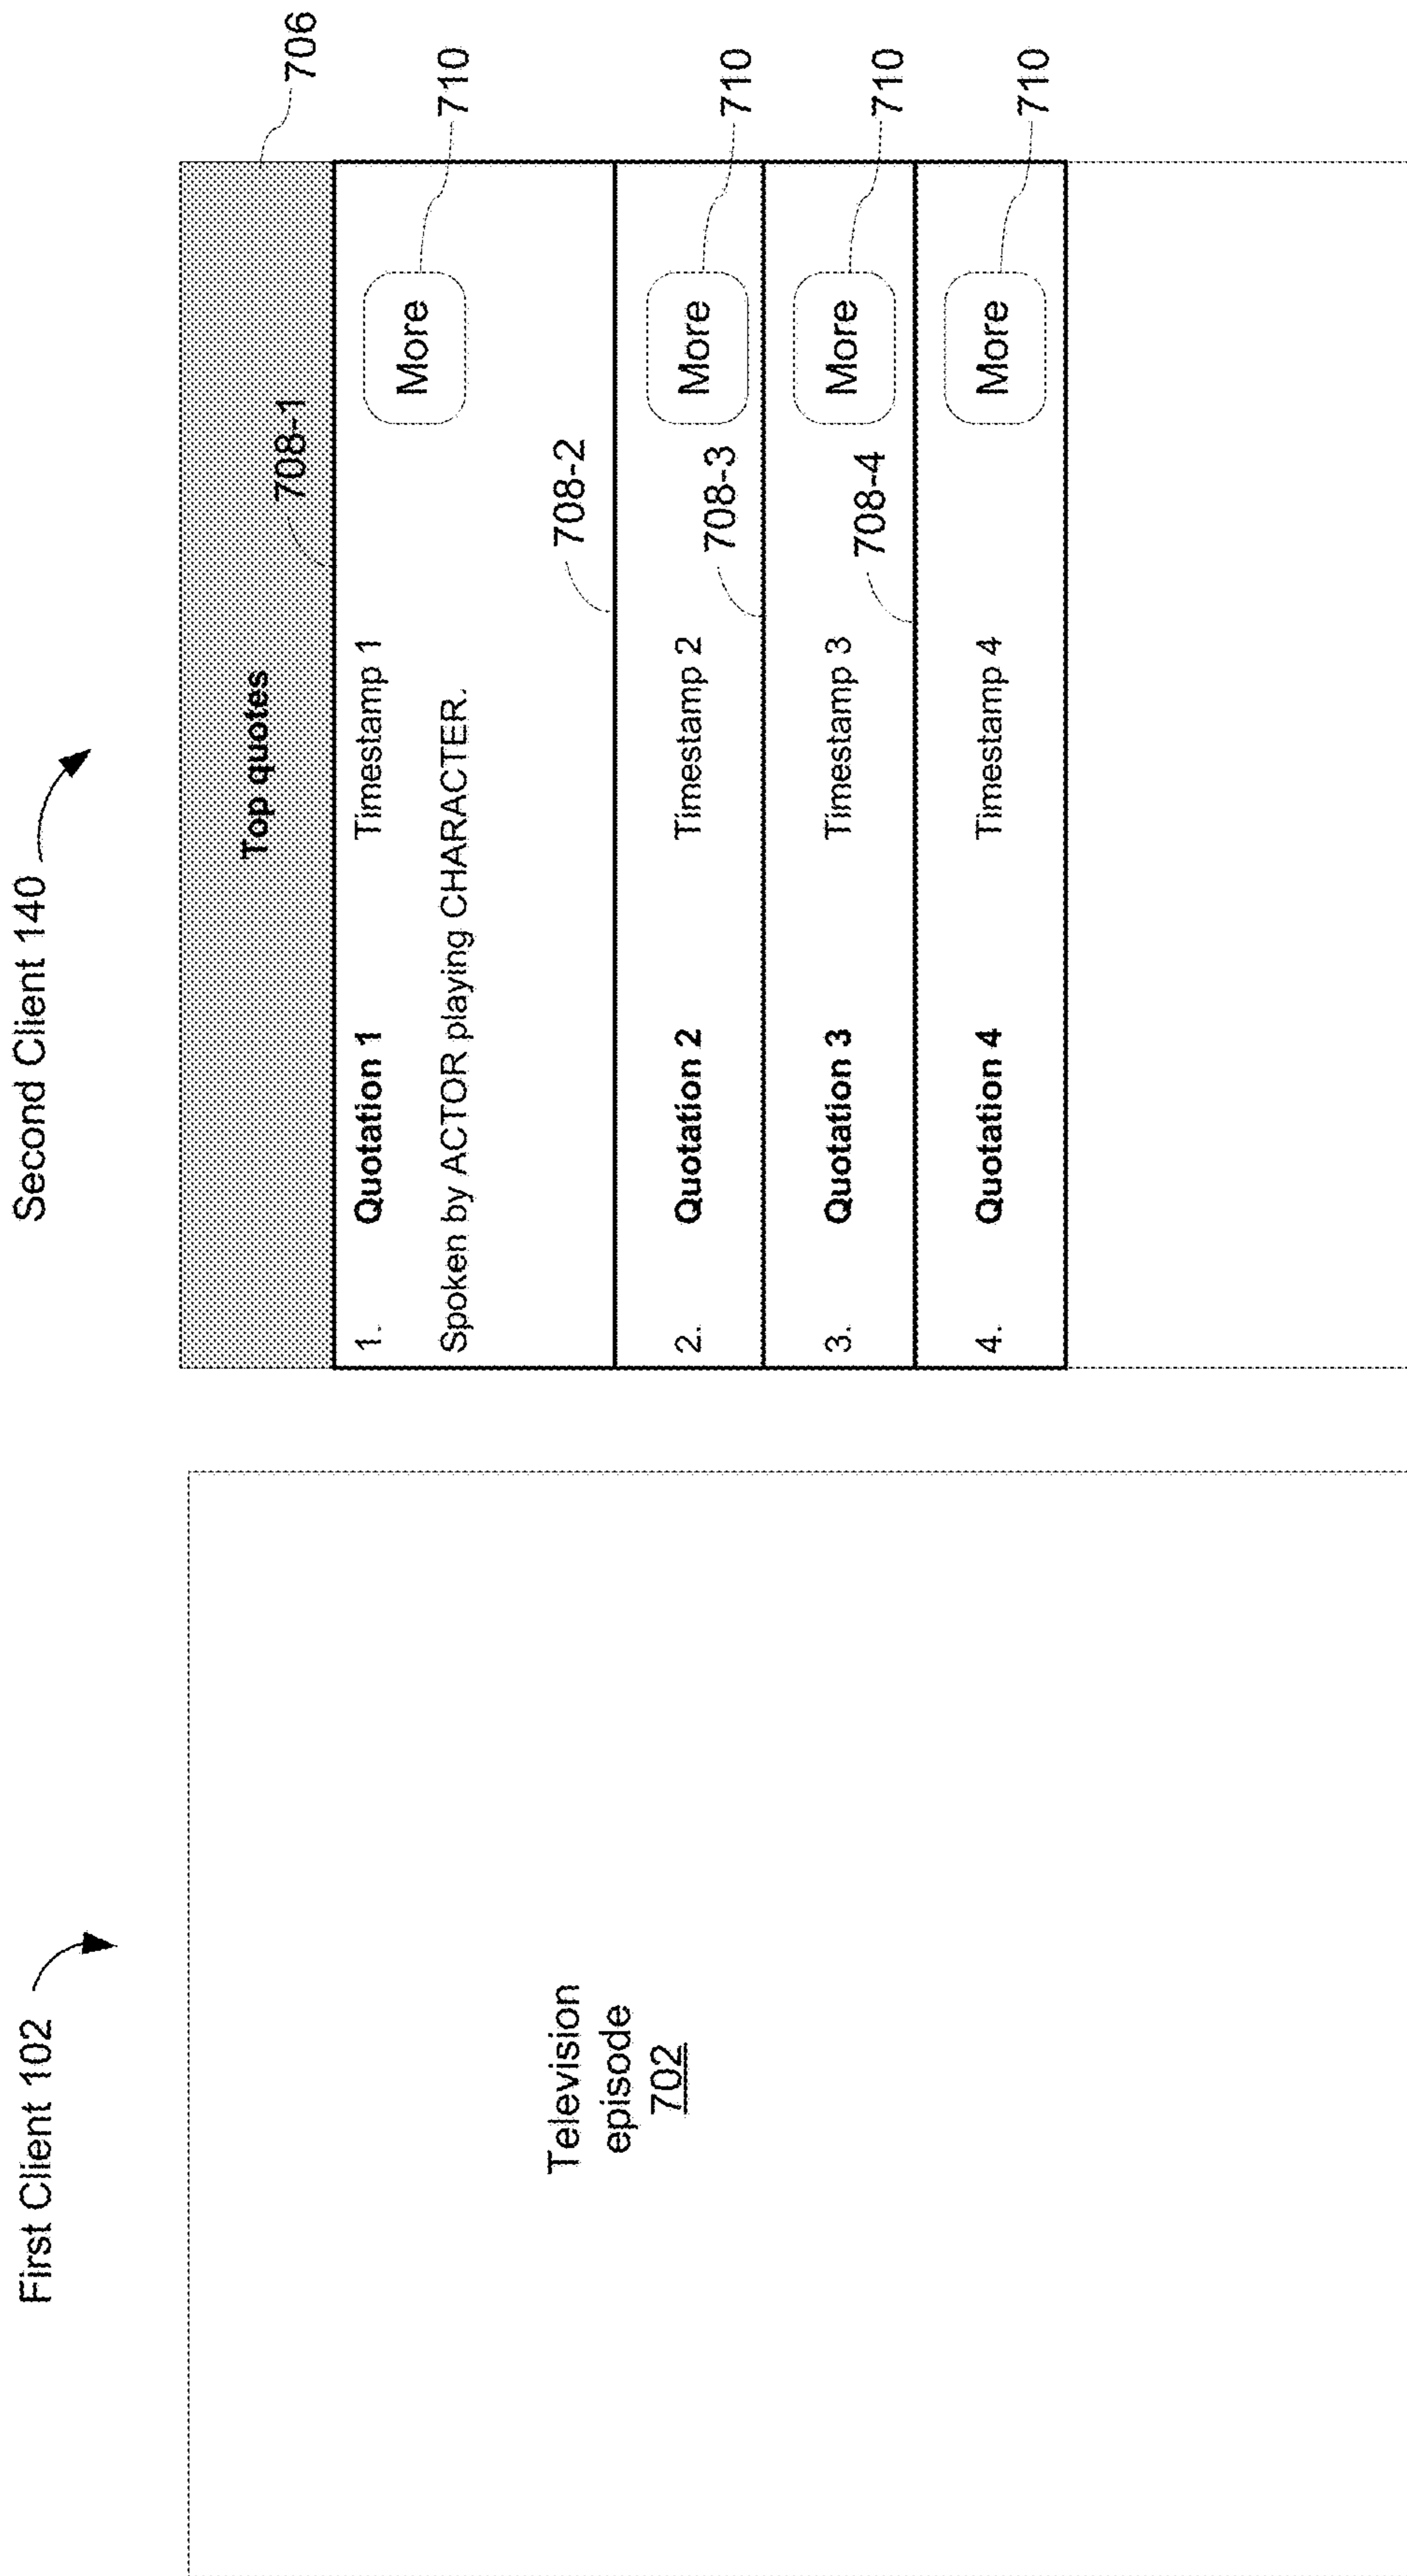 First Client 102
Second Client 140
Television
episode
702
Top quotes
706
708-1
1. Quotation 1 Timestamp 1
More
710
Spoken by ACTOR playing CHARACTER.
708-2
2. Quotation 2 Timestamp 2
More
710
708-3
3. Quotation 3 Timestamp 3
More
710
708-4
4. Quotation 4 Timestamp 4
More
710